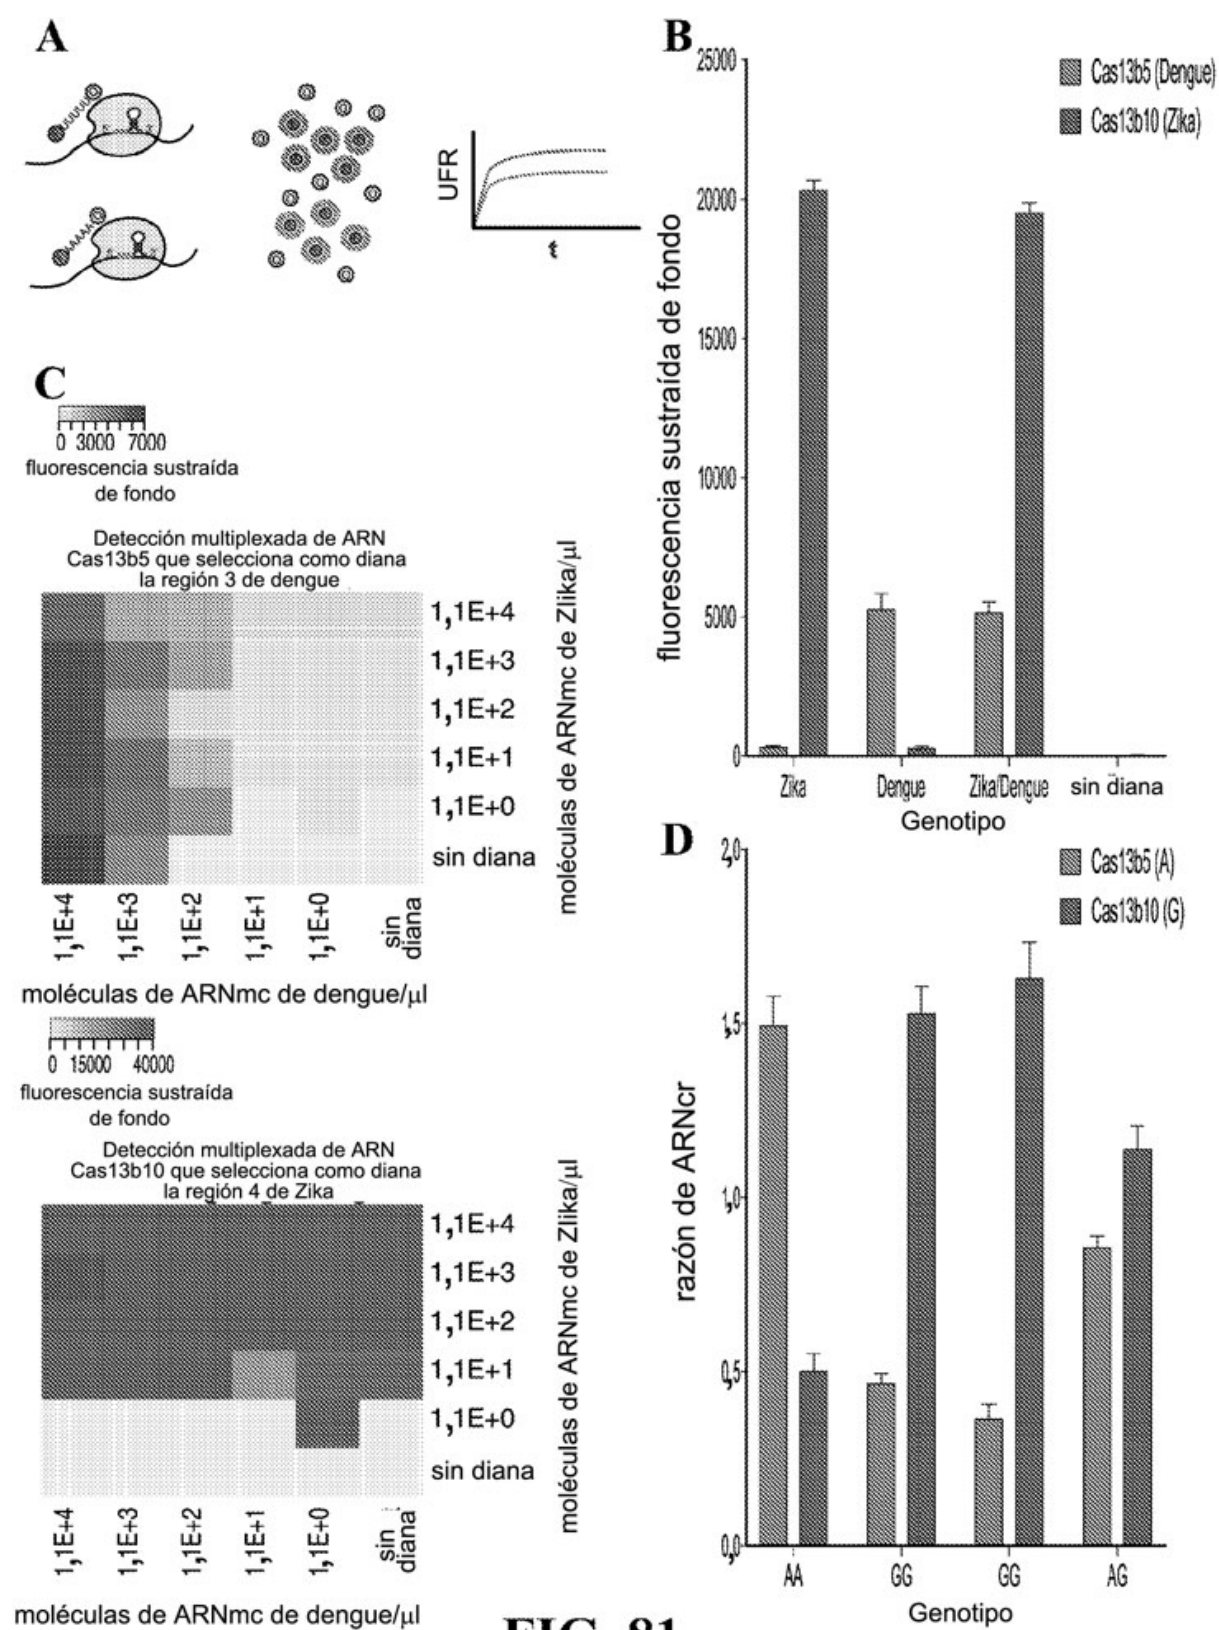 A
UUUUU
AAAAA
UFR
t
B
25000
20000
15000
10000
5000
0
fluorescencia sustraída de fondo
Cas13b5 (Dengue)
Cas13b10 (Zika)
Zika
Dengue
Zika/Dengue
sin diana
Genotipo
C
0 3000 7000
fluorescencia sustraída
de fondo
Detección multiplexada de ARN
Cas13b5 que selecciona como diana
la región 3 de dengue
1,1E+4
1,1E+3
1,1E+2
1,1E+1
1,1E+0
sin diana
moléculas de ARNmc de Zlika/µl
1,1E+4
1,1E+3
1,1E+2
1,1E+1
1,1E+0
sin
diana
moléculas de ARNmc de dengue/µl
0 15000 40000
fluorescencia sustraída
de fondo
Detección multiplexada de ARN
Cas13b10 que selecciona como diana
la región 4 de Zika
1,1E+4
1,1E+3
1,1E+2
1,1E+1
1,1E+0
sin diana
moléculas de ARNmc de Zlika/µl
1,1E+4
1,1E+3
1,1E+2
1,1E+1
1,1E+0
sin
diana
moléculas de ARNmc de dengue/µl
D
2,0
1,5
1,0
0,5
0,0
razón de ARNcr
Cas13b5 (A)
Cas13b10 (G)
AA
GG
GG
AG
Genotipo
FIG. 81